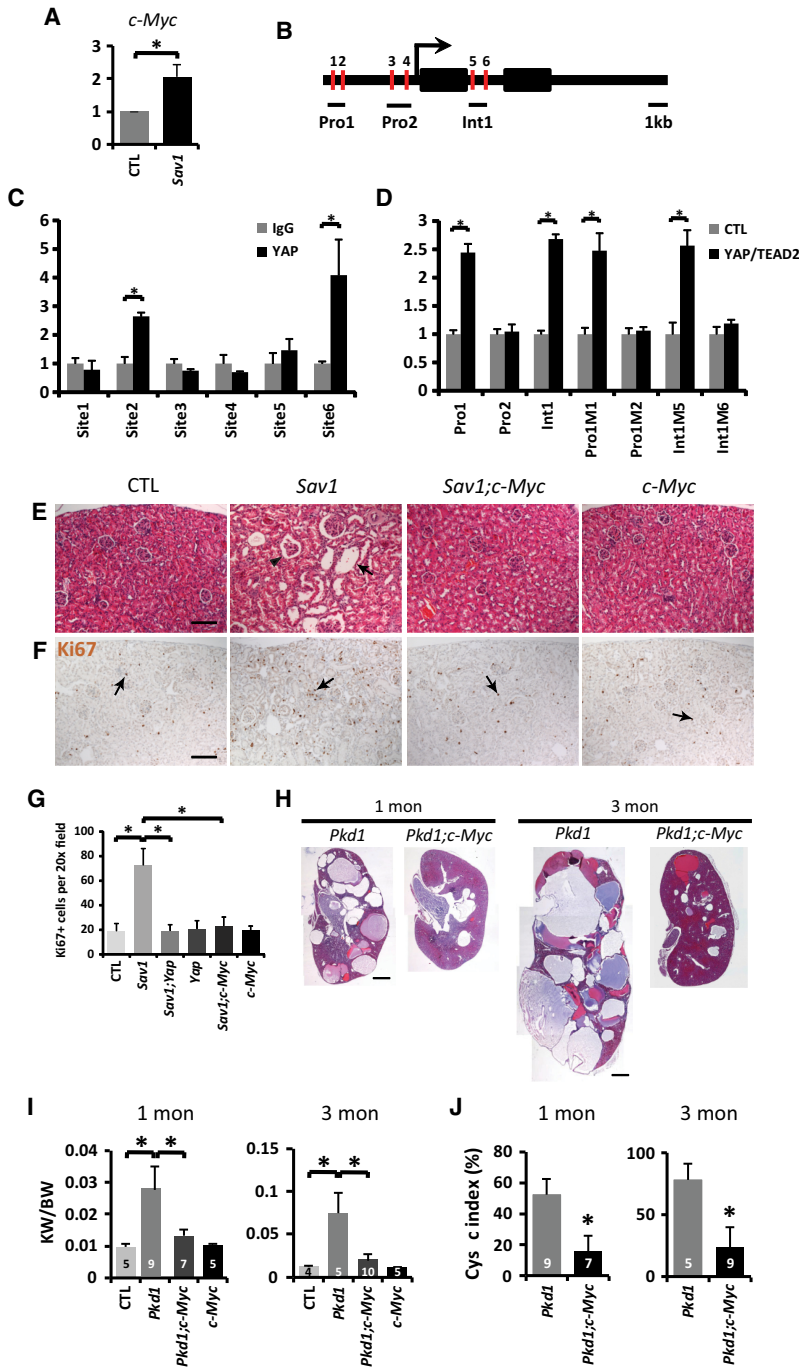 A
c-Myc
*
3
2
1
0
CTL
Sav1
B
1 2 3 4 5 6
Pro1 Pro2 Int1 1kb
C
IgG
YAP
* *
6
5
4
3
2
1
0
Site1 Site2 Site3 Site4 Site5 Site6
D
CTL
YAP/TEAD2
* * * *
3
2.5
2
1.5
1
0.5
0
Pro1 Pro2 Int1 Pro1M1 Pro1M2 Int1M5 Int1M6
CTL Sav1 Sav1;c-Myc c-Myc
E
F
Ki67
G
* * *
Ki67+ cells per 20x field
100
80
60
40
20
0
CTL Sav1 Sav1;Yap Yap Sav1;c-Myc c-Myc
H
1 mon 3 mon
Pkd1 Pkd1;c-Myc Pkd1 Pkd1;c-Myc
I
1 mon
* *
KW/BW
0.04
0.03
0.02
0.01
0
5 9 7 5
CTL Pkd1 Pkd1;c-Myc c-Myc
3 mon
* *
0.15
0.1
0.05
0
4 5 10 5
CTL Pkd1 Pkd1;c-Myc c-Myc
J
1 mon
Cys c index (%)
80
60
40
20
0
*
9 7
Pkd1 Pkd1;c-Myc
3 mon
100
50
0
*
5 9
Pkd1 Pkd1;c-Myc